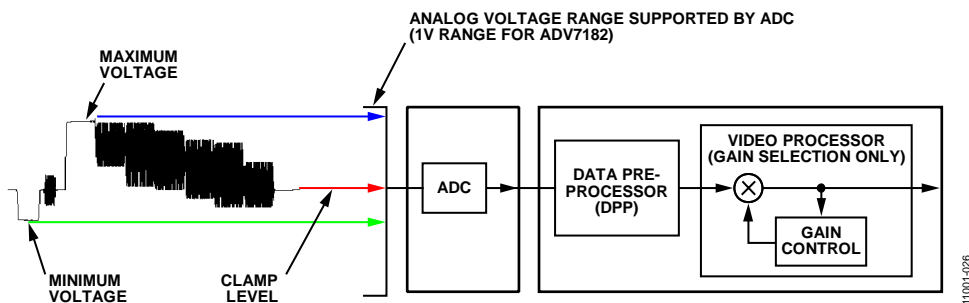 ANALOG VOLTAGE RANGE SUPPORTED BY ADC
(1V RANGE FOR ADV7182)
MAXIMUM
VOLTAGE
VIDEO PROCESSOR
(GAIN SELECTION ONLY)
ADC
DATA PRE-
PROCESSOR
(DPP)
GAIN
CONTROL
MINIMUM
VOLTAGE
CLAMP
LEVEL
11001-026